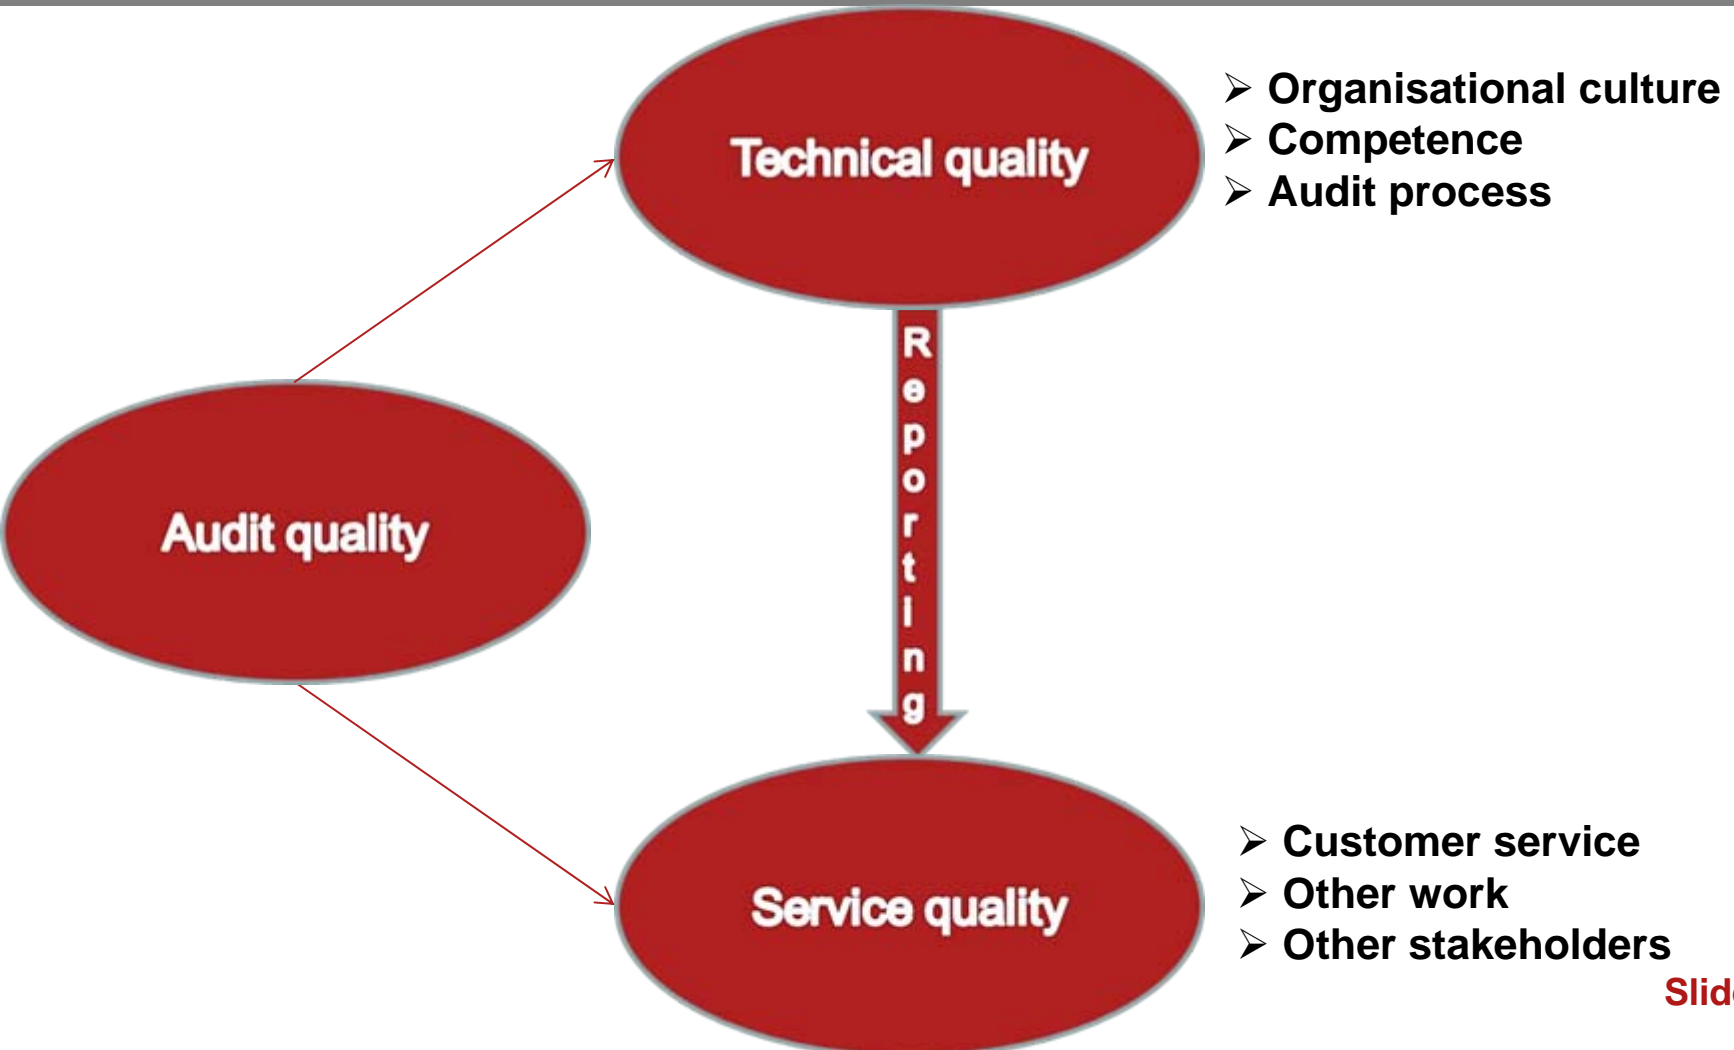 Technical quality
➢ Organisational culture
➢ Competence
➢ Audit process
Reporting
Audit quality
Service quality
➢ Customer service
➢ Other work
➢ Other stakeholders